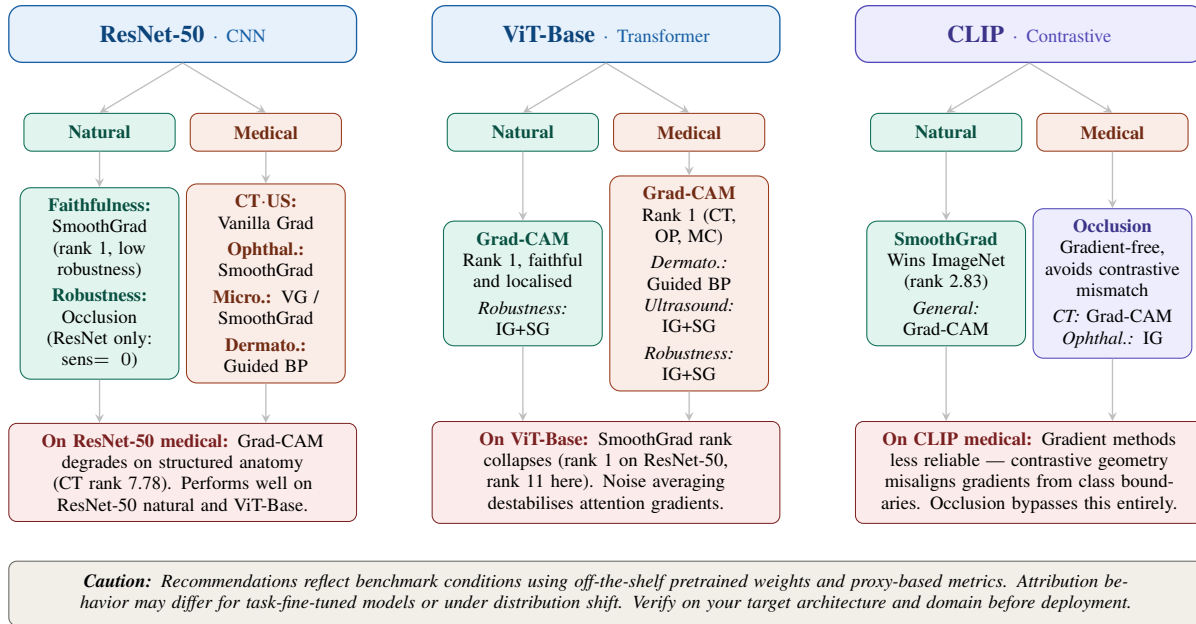 ResNet-50 · CNN
Natural
Medical
Faithfulness:
SmoothGrad
(rank 1, low
robustness)
Robustness:
Occlusion
(ResNet only:
sens= 0)
CT·US:
Vanilla Grad
Ophthal.:
SmoothGrad
Micro.: VG /
SmoothGrad
Dermato.:
Guided BP
On ResNet-50 medical: Grad-CAM
degrades on structured anatomy
(CT rank 7.78). Performs well on
ResNet-50 natural and ViT-Base.
ViT-Base · Transformer
Natural
Medical
Grad-CAM
Rank 1, faithful
and localised
Robustness:
IG+SG
Grad-CAM
Rank 1 (CT,
OP, MC)
Dermato.:
Guided BP
Ultrasound:
IG+SG
Robustness:
IG+SG
On ViT-Base: SmoothGrad rank
collapses (rank 1 on ResNet-50,
rank 11 here). Noise averaging
destabilises attention gradients.
CLIP · Contrastive
Natural
Medical
SmoothGrad
Wins ImageNet
(rank 2.83)
General:
Grad-CAM
Occlusion
Gradient-free,
avoids contrastive
mismatch
CT: Grad-CAM
Ophthal.: IG
On CLIP medical: Gradient methods
less reliable — contrastive geometry
misaligns gradients from class bound-
aries. Occlusion bypasses this entirely.
Caution: Recommendations reflect benchmark conditions using off-the-shelf pretrained weights and proxy-based metrics. Attribution be-
havior may differ for task-fine-tuned models or under distribution shift. Verify on your target architecture and domain before deployment.